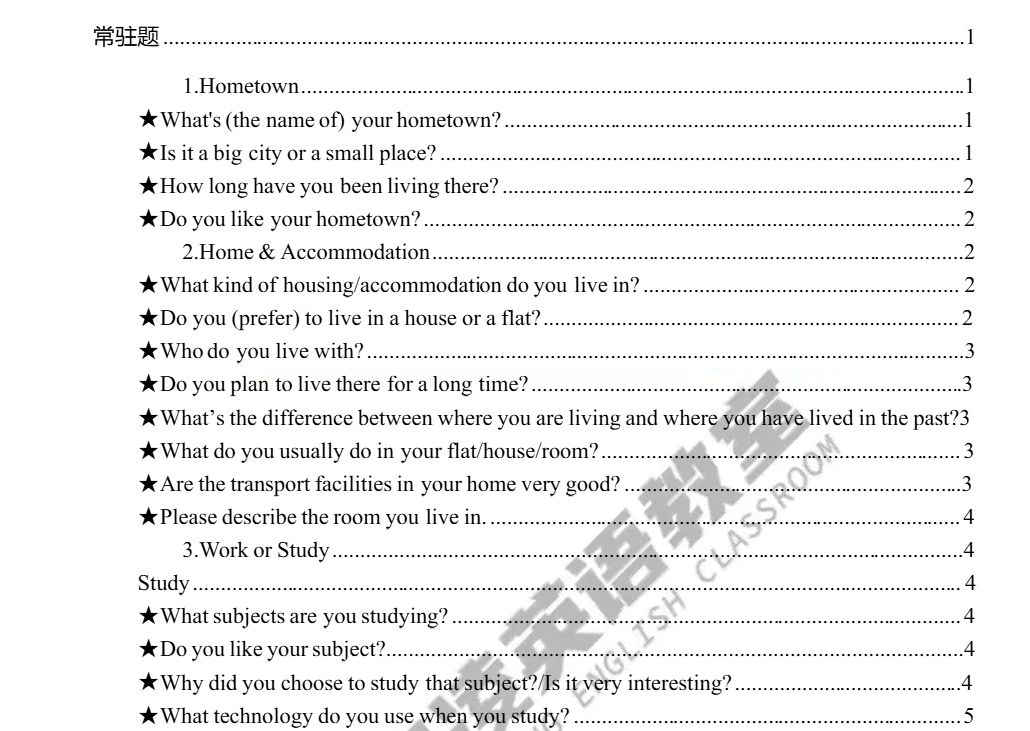 常驻题........................................1
1.Hometown........................................1
★What's (the name of) your hometown?........................................1
★Is it a big city or a small place?........................................1
★How long have you been living there?........................................2
★Do you like your hometown?........................................2
2.Home & Accommodation........................................2
★What kind of housing/accommodation do you live in?........................................2
★Do you (prefer) to live in a house or a flat?........................................2
★Who do you live with?........................................3
★Do you plan to live there for a long time?........................................3
★What’s the difference between where you are living and where you have lived in the past?3
★What do you usually do in your flat/house/room?........................................3
★Are the transport facilities in your home very good?........................................3
★Please describe the room you live in.........................................4
3.Work or Study........................................4
Study........................................4
★What subjects are you studying?........................................4
★Do you like your subject?........................................4
★Why did you choose to study that subject?/Is it very interesting?........................................4
★What technology do you use when you study?........................................5
英语教室
ENGLISH CLASSROOM